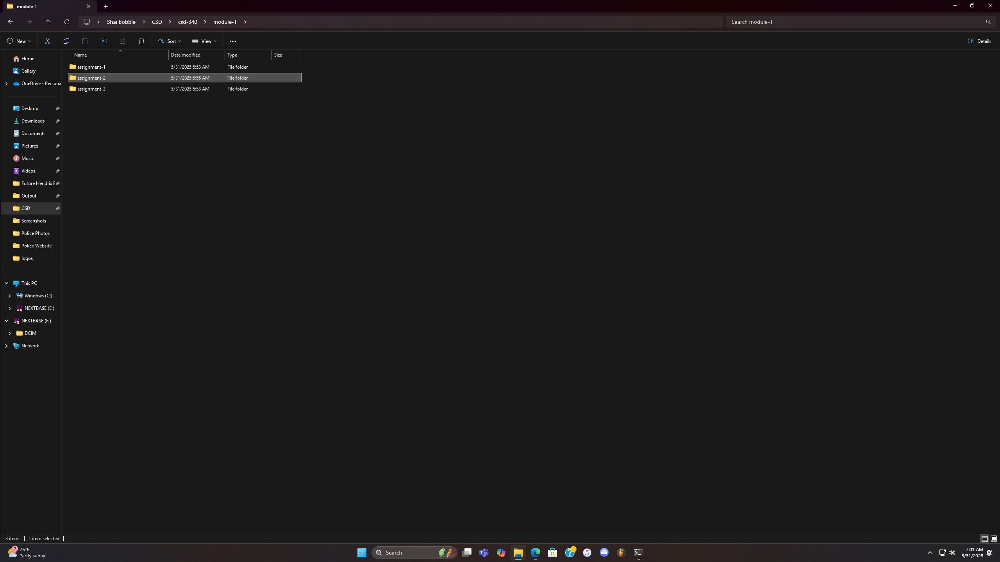 module-1
Shai Bobble > CSD > csd-340 > module-1 >
Search module-1
New
Sort
View
Details
Name Date modified Type Size
assignment-1 5/31/2025 6:58 AM File folder
assignment-2 5/31/2025 6:56 AM File folder
assignment-3 5/31/2025 6:58 AM File folder
Home
Gallery
OneDrive - Persona
Desktop
Downloads
Documents
Pictures
Music
Videos
Future Hendrix E
Output
CSD
Screenshots
Police Photos
Police Website
logos
This PC
Windows (C:)
NEXTBASE (E:)
NEXTBASE (E:)
DCIM
Network
3 items
1 item selected
7
75°F
Partly sunny
Search
7:01 AM
5/31/2025